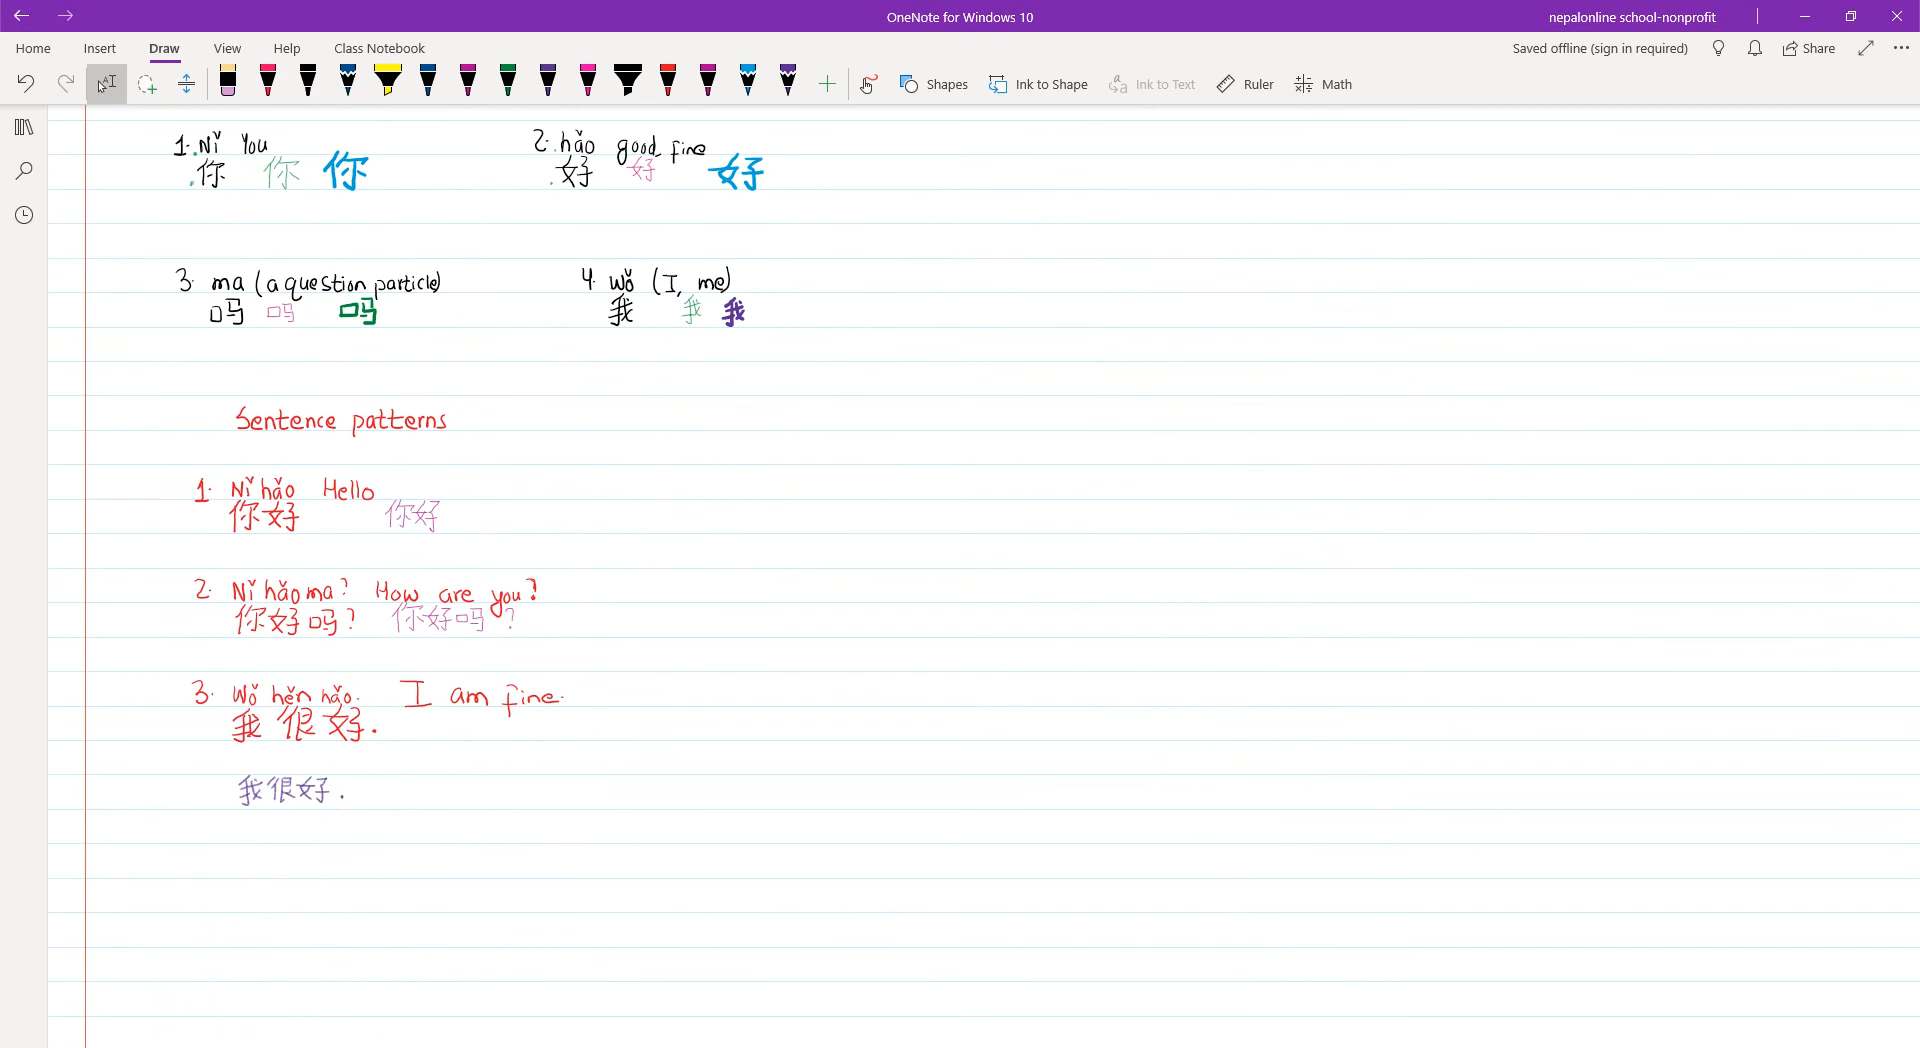 OneNote for Windows 10
nepalonline school-nonprofit
Home Insert Draw View Help Class Notebook
Saved offline (sign in required) Share
Shapes Ink to Shape Ink to Text Ruler Math
1. Nǐ You
你 你 你
2. hǎo good fine
好 好 好
3. ma (a question particle)
吗 吗 吗
4. wǒ (I, me)
我 我 我
Sentence patterns
1. Nǐ hǎo Hello
你好 你好
2. Nǐ hǎo ma? How are you?
你好吗? 你好吗?
3. Wǒ hěn hǎo. I am fine.
我很好.
我很好.